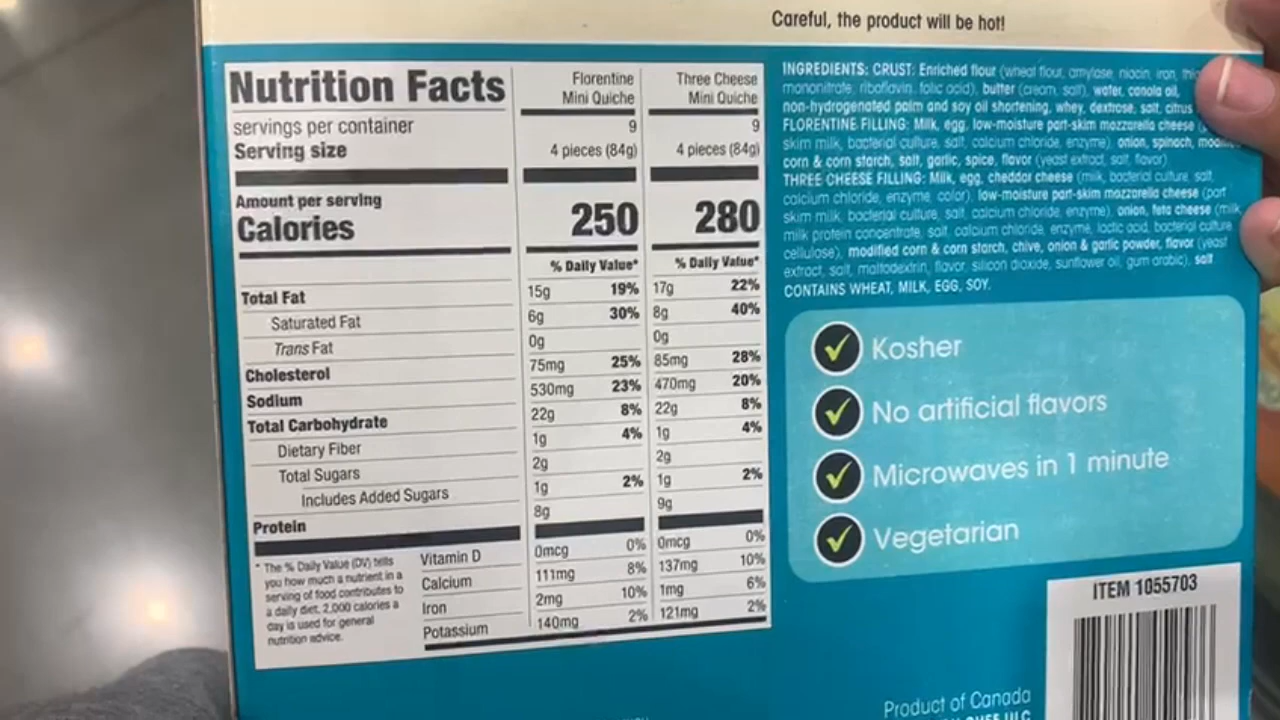 Careful, the product will be hot!
Nutrition Facts
Florentine
Mini Quiche
Three Cheese
Mini Quiche
servings per container 9 9
Serving size 4 pieces (84g) 4 pieces (84g)
Amount per serving
Calories 250 280
% Daily Value* % Daily Value*
Total Fat 15g 19% 17g 22%
Saturated Fat 6g 30% 8g 40%
Trans Fat 0g 0g
Cholesterol 75mg 25% 85mg 28%
Sodium 530mg 23% 470mg 20%
Total Carbohydrate 22g 8% 22g 8%
Dietary Fiber 1g 4% 1g 4%
Total Sugars 2g 2g
Includes Added Sugars 1g 2% 1g 2%
Protein 8g 9g
Vitamin D 0mcg 0% 0mcg 0%
Calcium 111mg 8% 137mg 10%
Iron 2mg 10% 1mg 6%
Potassium 140mg 2% 121mg 2%
* The % Daily Value (DV) tells
you how much a nutrient in a
serving of food contributes to
a daily diet. 2,000 calories a
day is used for general
nutrition advice.
INGREDIENTS: CRUST: Enriched flour (wheat flour, amylase, niacin, iron,
mononitrate, riboflavin, folic acid), butter (cream, salt), water, canola oil,
non-hydrogenated palm and soy oil shortening, whey, dextrose, salt, citrus
FLORENTINE FILLING: Milk, egg, low-moisture part-skim mozzarella cheese
skim milk, bacterial culture, salt, calcium chloride, enzyme), onion, spinach,
corn & corn starch, salt, garlic, spice, flavor (yeast extract, salt, flavor).
THREE CHEESE FILLING: Milk, egg, cheddar cheese (milk, bacterial culture, salt,
calcium chloride, enzyme, color), low-moisture part-skim mozzarella cheese (part
skim milk, bacterial culture, salt, calcium chloride, enzyme), onion, feta cheese (milk,
milk protein concentrate, salt, calcium chloride, enzyme, lactic acid, bacterial culture
cellulose), modified corn & corn starch, chive, onion & garlic powder, flavor (yeast
extract, salt, maltodextrin, flavor, silicon dioxide, sunflower oil, gum arabic), salt
CONTAINS WHEAT, MILK, EGG, SOY.
Kosher
No artificial flavors
Microwaves in 1 minute
Vegetarian
ITEM 1055703
Product of Canada